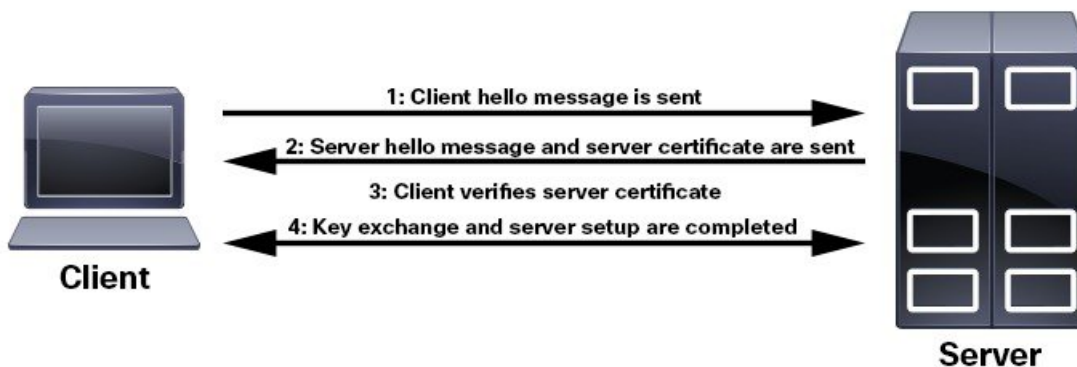 1: Client hello message is sent
2: Server hello message and server certificate are sent
3: Client verifies server certificate
4: Key exchange and server setup are completed
Client
Server